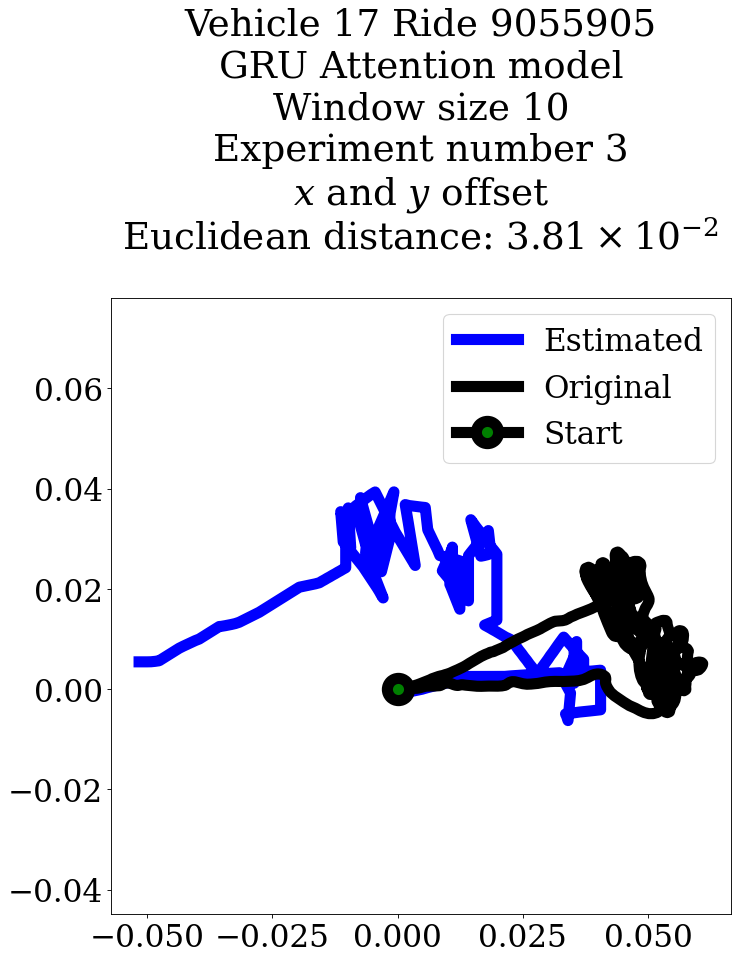 Vehicle 17 Ride 9055905
GRU Attention model
Window size 10
Experiment number 3
x and y offset
Euclidean distance: 3.81 × 10⁻²
Estimated
Original
Start
0.06
0.04
0.02
0.00
−0.02
−0.04
−0.050 −0.025 0.000 0.025 0.050